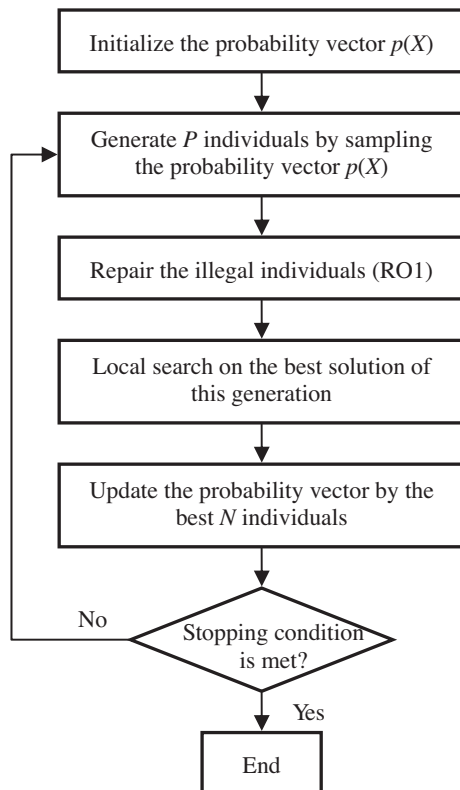 Initialize the probability vector p(X)
Generate P individuals by sampling
the probability vector p(X)
Repair the illegal individuals (RO1)
Local search on the best solution of
this generation
Update the probability vector by the
best N individuals
No
Stopping condition
is met?
Yes
End